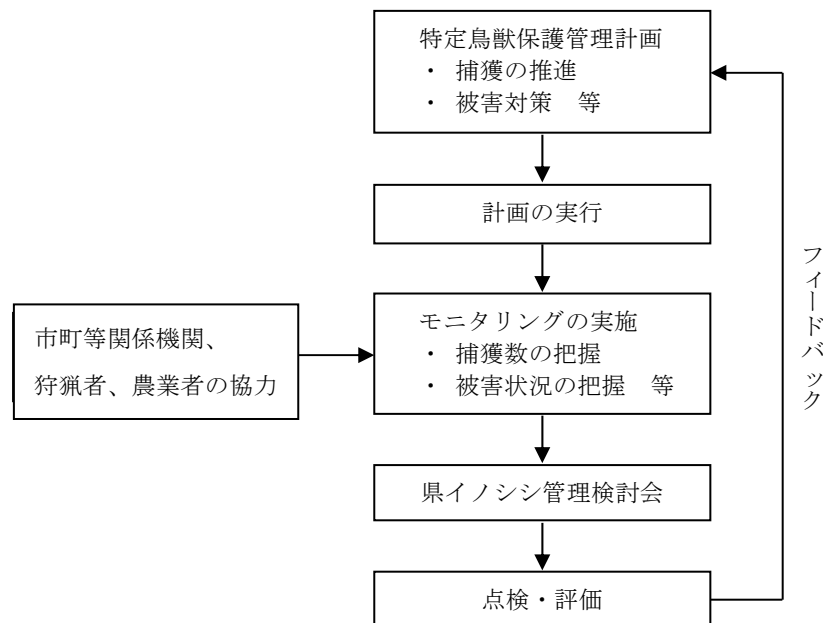 特定鳥獣保護管理計画
・ 捕獲の推進
・ 被害対策　等
計画の実行
モニタリングの実施
・ 捕獲数の把握
・ 被害状況の把握　等
市町等関係機関、
狩猟者、農業者の協力
県イノシシ管理検討会
点検・評価
フィードバック